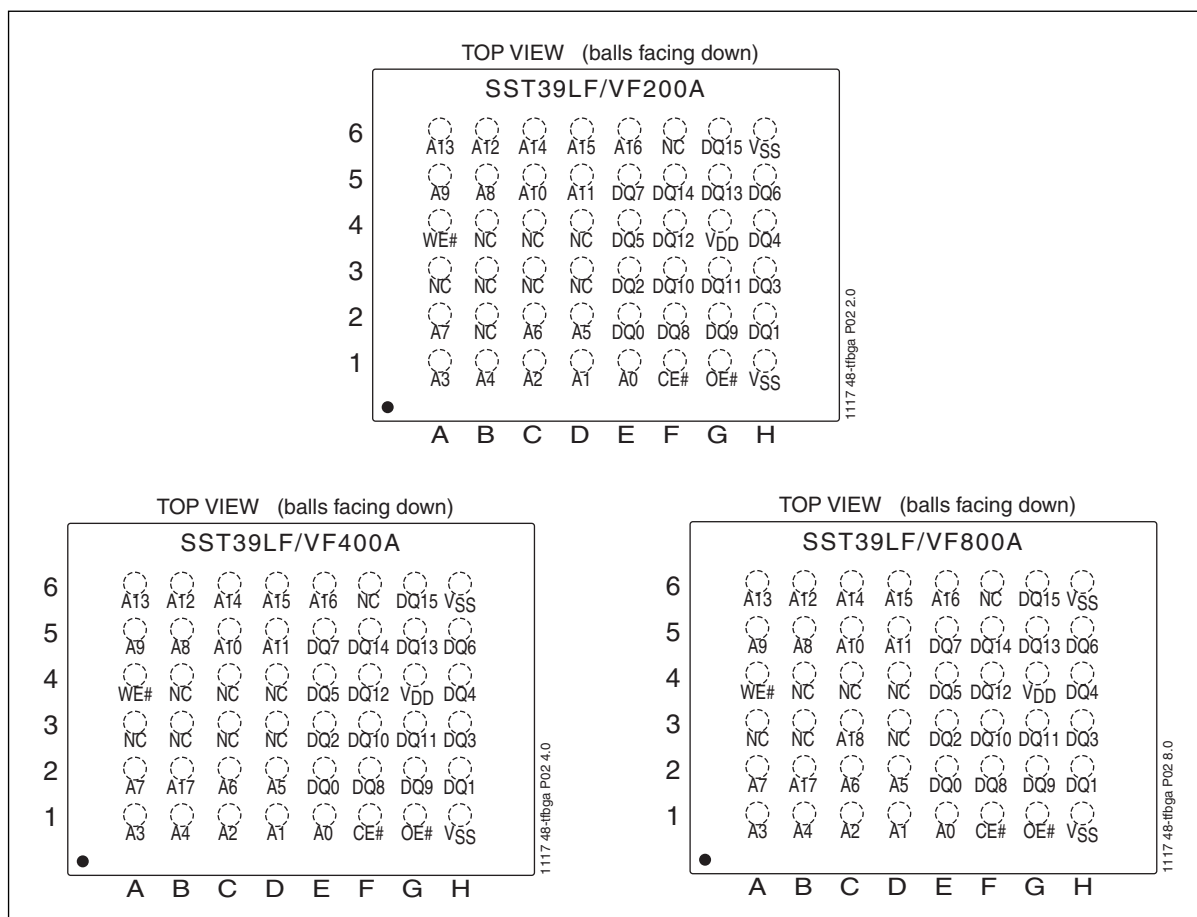 TOP VIEW (balls facing down)
SST39LF/VF200A
6 A13 A12 A14 A15 A16 NC DQ15 VSS
5 A9 A8 A10 A11 DQ7 DQ14 DQ13 DQ6
4 WE# NC NC NC DQ5 DQ12 VDD DQ4
3 NC NC NC NC DQ2 DQ10 DQ11 DQ3
2 A7 NC A6 A5 DQ0 DQ8 DQ9 DQ1
1 A3 A4 A2 A1 A0 CE# OE# VSS
A B C D E F G H
1117 48-tfbga P02 2.0
TOP VIEW (balls facing down)
SST39LF/VF400A
6 A13 A12 A14 A15 A16 NC DQ15 VSS
5 A9 A8 A10 A11 DQ7 DQ14 DQ13 DQ6
4 WE# NC NC NC DQ5 DQ12 VDD DQ4
3 NC NC NC NC DQ2 DQ10 DQ11 DQ3
2 A7 A17 A6 A5 DQ0 DQ8 DQ9 DQ1
1 A3 A4 A2 A1 A0 CE# OE# VSS
A B C D E F G H
1117 48-tfbga P02 4.0
TOP VIEW (balls facing down)
SST39LF/VF800A
6 A13 A12 A14 A15 A16 NC DQ15 VSS
5 A9 A8 A10 A11 DQ7 DQ14 DQ13 DQ6
4 WE# NC NC NC DQ5 DQ12 VDD DQ4
3 NC NC A18 NC DQ2 DQ10 DQ11 DQ3
2 A7 A17 A6 A5 DQ0 DQ8 DQ9 DQ1
1 A3 A4 A2 A1 A0 CE# OE# VSS
A B C D E F G H
1117 48-tfbga P02 8.0